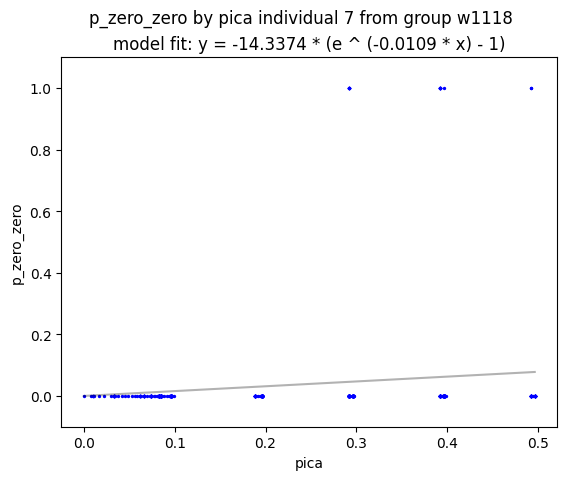 p_zero_zero by pica individual 7 from group w1118
model fit: y = -14.3374 * (e ^ (-0.0109 * x) - 1)
1.0
0.8
0.6
p_zero_zero
0.4
0.2
0.0
0.0 0.1 0.2 0.3 0.4 0.5
pica